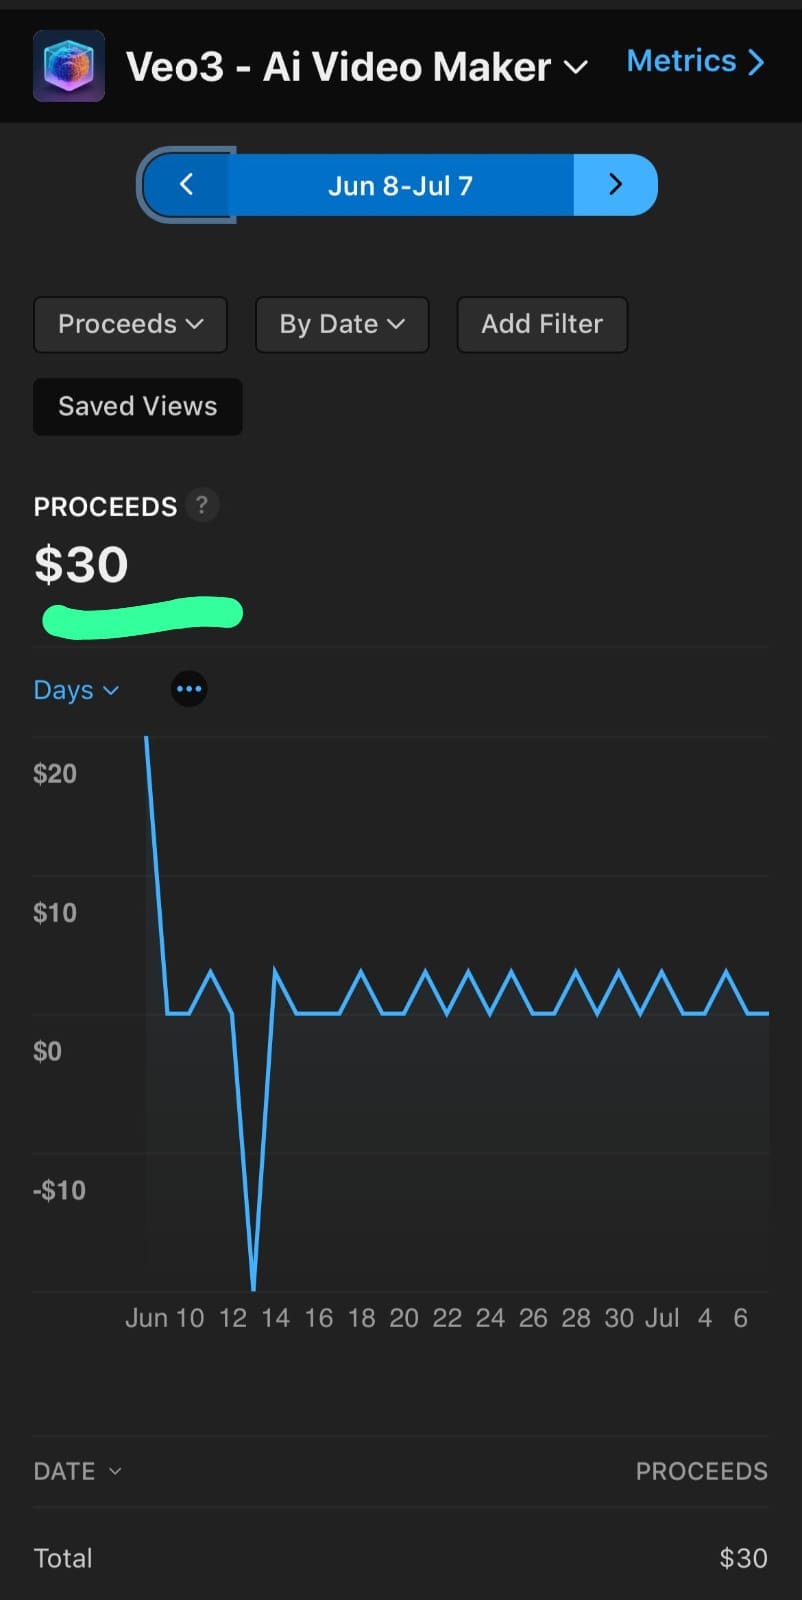 Veo3 - Ai Video Maker Metrics
Jun 8-Jul 7
Proceeds By Date Add Filter
Saved Views
PROCEEDS ?
$30
Days
$20
$10
$0
-$10
Jun 10 12 14 16 18 20 22 24 26 28 30 Jul 4 6
DATE PROCEEDS
Total $30